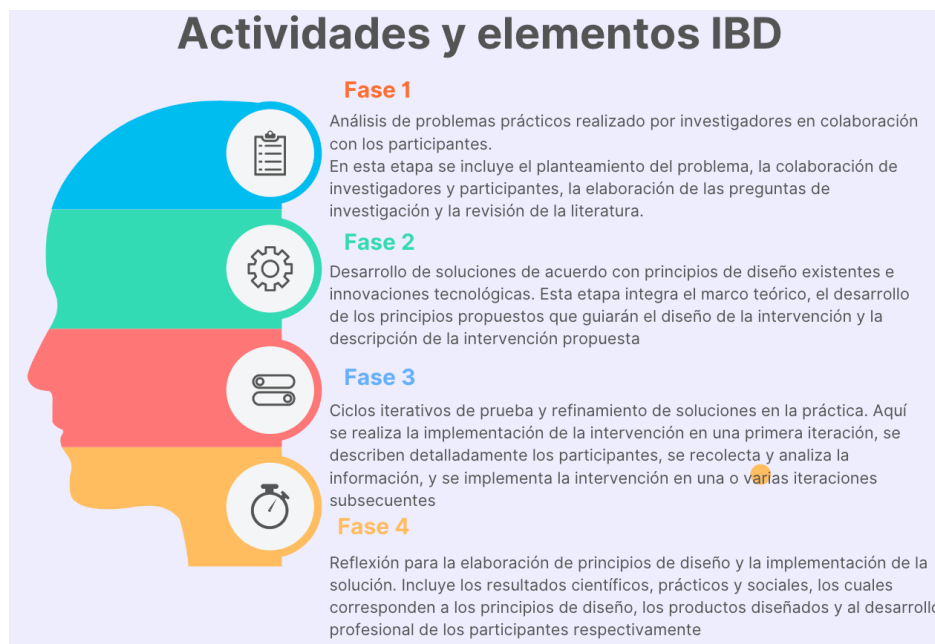 Actividades y elementos IBD
Fase 1
Análisis de problemas prácticos realizado por investigadores en colaboración
con los participantes.
En esta etapa se incluye el planteamiento del problema, la colaboración de
investigadores y participantes, la elaboración de las preguntas de
investigación y la revisión de la literatura.
Fase 2
Desarrollo de soluciones de acuerdo con principios de diseño existentes e
innovaciones tecnológicas. Esta etapa integra el marco teórico, el desarrollo
de los principios propuestos que guiarán el diseño de la intervención y la
descripción de la intervención propuesta
Fase 3
Ciclos iterativos de prueba y refinamiento de soluciones en la práctica. Aquí
se realiza la implementación de la intervención en una primera iteración, se
describen detalladamente los participantes, se recolecta y analiza la
información, y se implementa la intervención en una o varias iteraciones
subsecuentes
Fase 4
Reflexión para la elaboración de principios de diseño y la implementación de la
solución. Incluye los resultados científicos, prácticos y sociales, los cuales
corresponden a los principios de diseño, los productos diseñados y al desarrollo
profesional de los participantes respectivamente